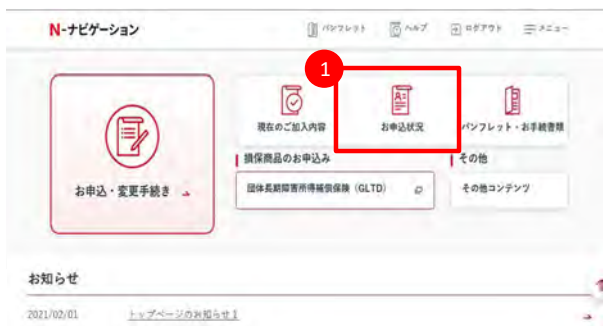 N-ナビゲーション
パンフレット ヘルプ ログアウト メニュー
1
現在のご加入内容
お申込状況
パンフレット・お手続書類
お申込・変更手続き
損保商品のお申込み
団体長期障害所得補償保険（GLTD）
その他
その他コンテンツ
お知らせ
2021/02/01 トップページのお知らせ1